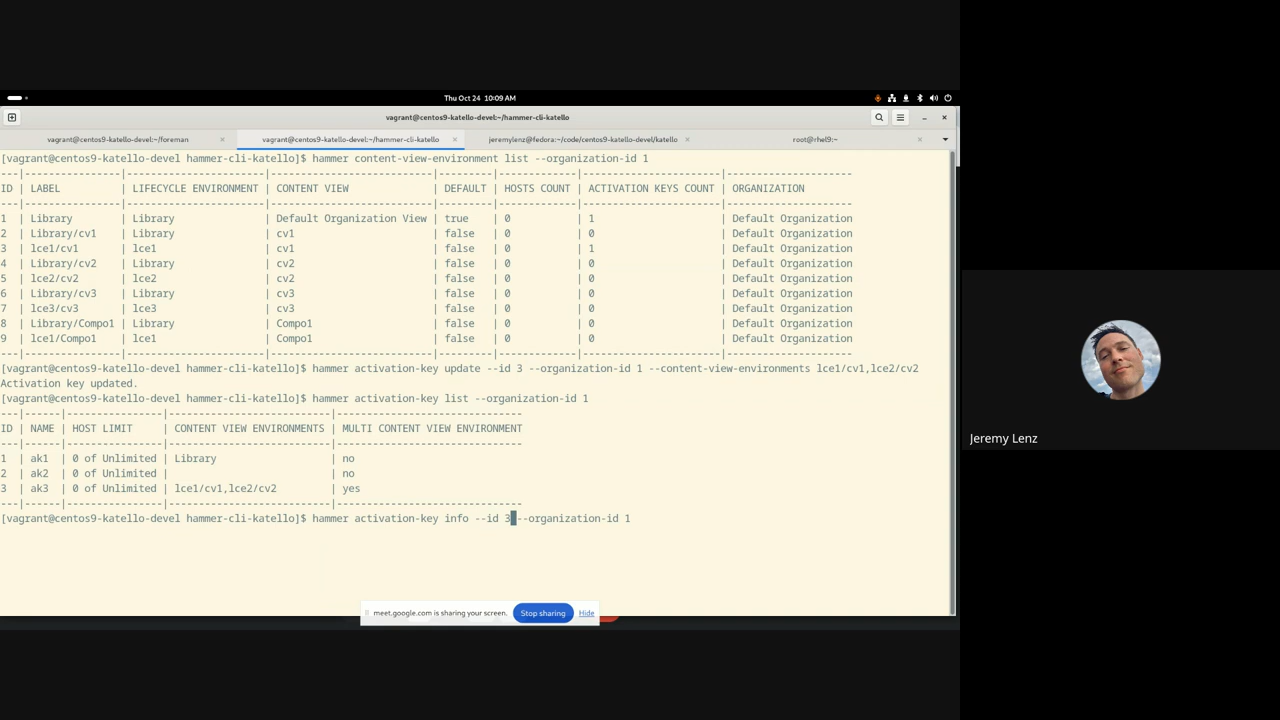 Thu Oct 24 10:09 AM
vagrant@centos9-katello-devel:~/hammer-cli-katello
vagrant@centos9-katello-devel:~/foreman × vagrant@centos9-katello-devel:~/hammer-cli-katello × jeremylenz@fedora:~/code/centos9-katello-devel/katello × root@rhel9:~ ×
[vagrant@centos9-katello-devel hammer-cli-katello]$ hammer content-view-environment list --organization-id 1
---|--------------|-----------------------|---------------------------|---------|-------------|-----------------------|---------------------
ID | LABEL | LIFECYCLE ENVIRONMENT | CONTENT VIEW | DEFAULT | HOSTS COUNT | ACTIVATION KEYS COUNT | ORGANIZATION
---|--------------|-----------------------|---------------------------|---------|-------------|-----------------------|---------------------
1 | Library | Library | Default Organization View | true | 0 | 1 | Default Organization
2 | Library/cv1 | Library | cv1 | false | 0 | 0 | Default Organization
3 | lce1/cv1 | lce1 | cv1 | false | 0 | 1 | Default Organization
4 | Library/cv2 | Library | cv2 | false | 0 | 0 | Default Organization
5 | lce2/cv2 | lce2 | cv2 | false | 0 | 0 | Default Organization
6 | Library/cv3 | Library | cv3 | false | 0 | 0 | Default Organization
7 | lce3/cv3 | lce3 | cv3 | false | 0 | 0 | Default Organization
8 | Library/Compo1 | Library | Compo1 | false | 0 | 0 | Default Organization
9 | lce1/Compo1 | lce1 | Compo1 | false | 0 | 0 | Default Organization
---|--------------|-----------------------|---------------------------|---------|-------------|-----------------------|---------------------
[vagrant@centos9-katello-devel hammer-cli-katello]$ hammer activation-key update --id 3 --organization-id 1 --content-view-environments lce1/cv1,lce2/cv2
Activation key updated.
[vagrant@centos9-katello-devel hammer-cli-katello]$ hammer activation-key list --organization-id 1
---|------|----------------|---------------------------|-------------------------------
ID | NAME | HOST LIMIT | CONTENT VIEW ENVIRONMENTS | MULTI CONTENT VIEW ENVIRONMENT
---|------|----------------|---------------------------|-------------------------------
1 | ak1 | 0 of Unlimited | Library | no
2 | ak2 | 0 of Unlimited | | no
3 | ak3 | 0 of Unlimited | lce1/cv1,lce2/cv2 | yes
---|------|----------------|---------------------------|-------------------------------
[vagrant@centos9-katello-devel hammer-cli-katello]$ hammer activation-key info --id 3 --organization-id 1
meet.google.com is sharing your screen. Stop sharing Hide
Jeremy Lenz